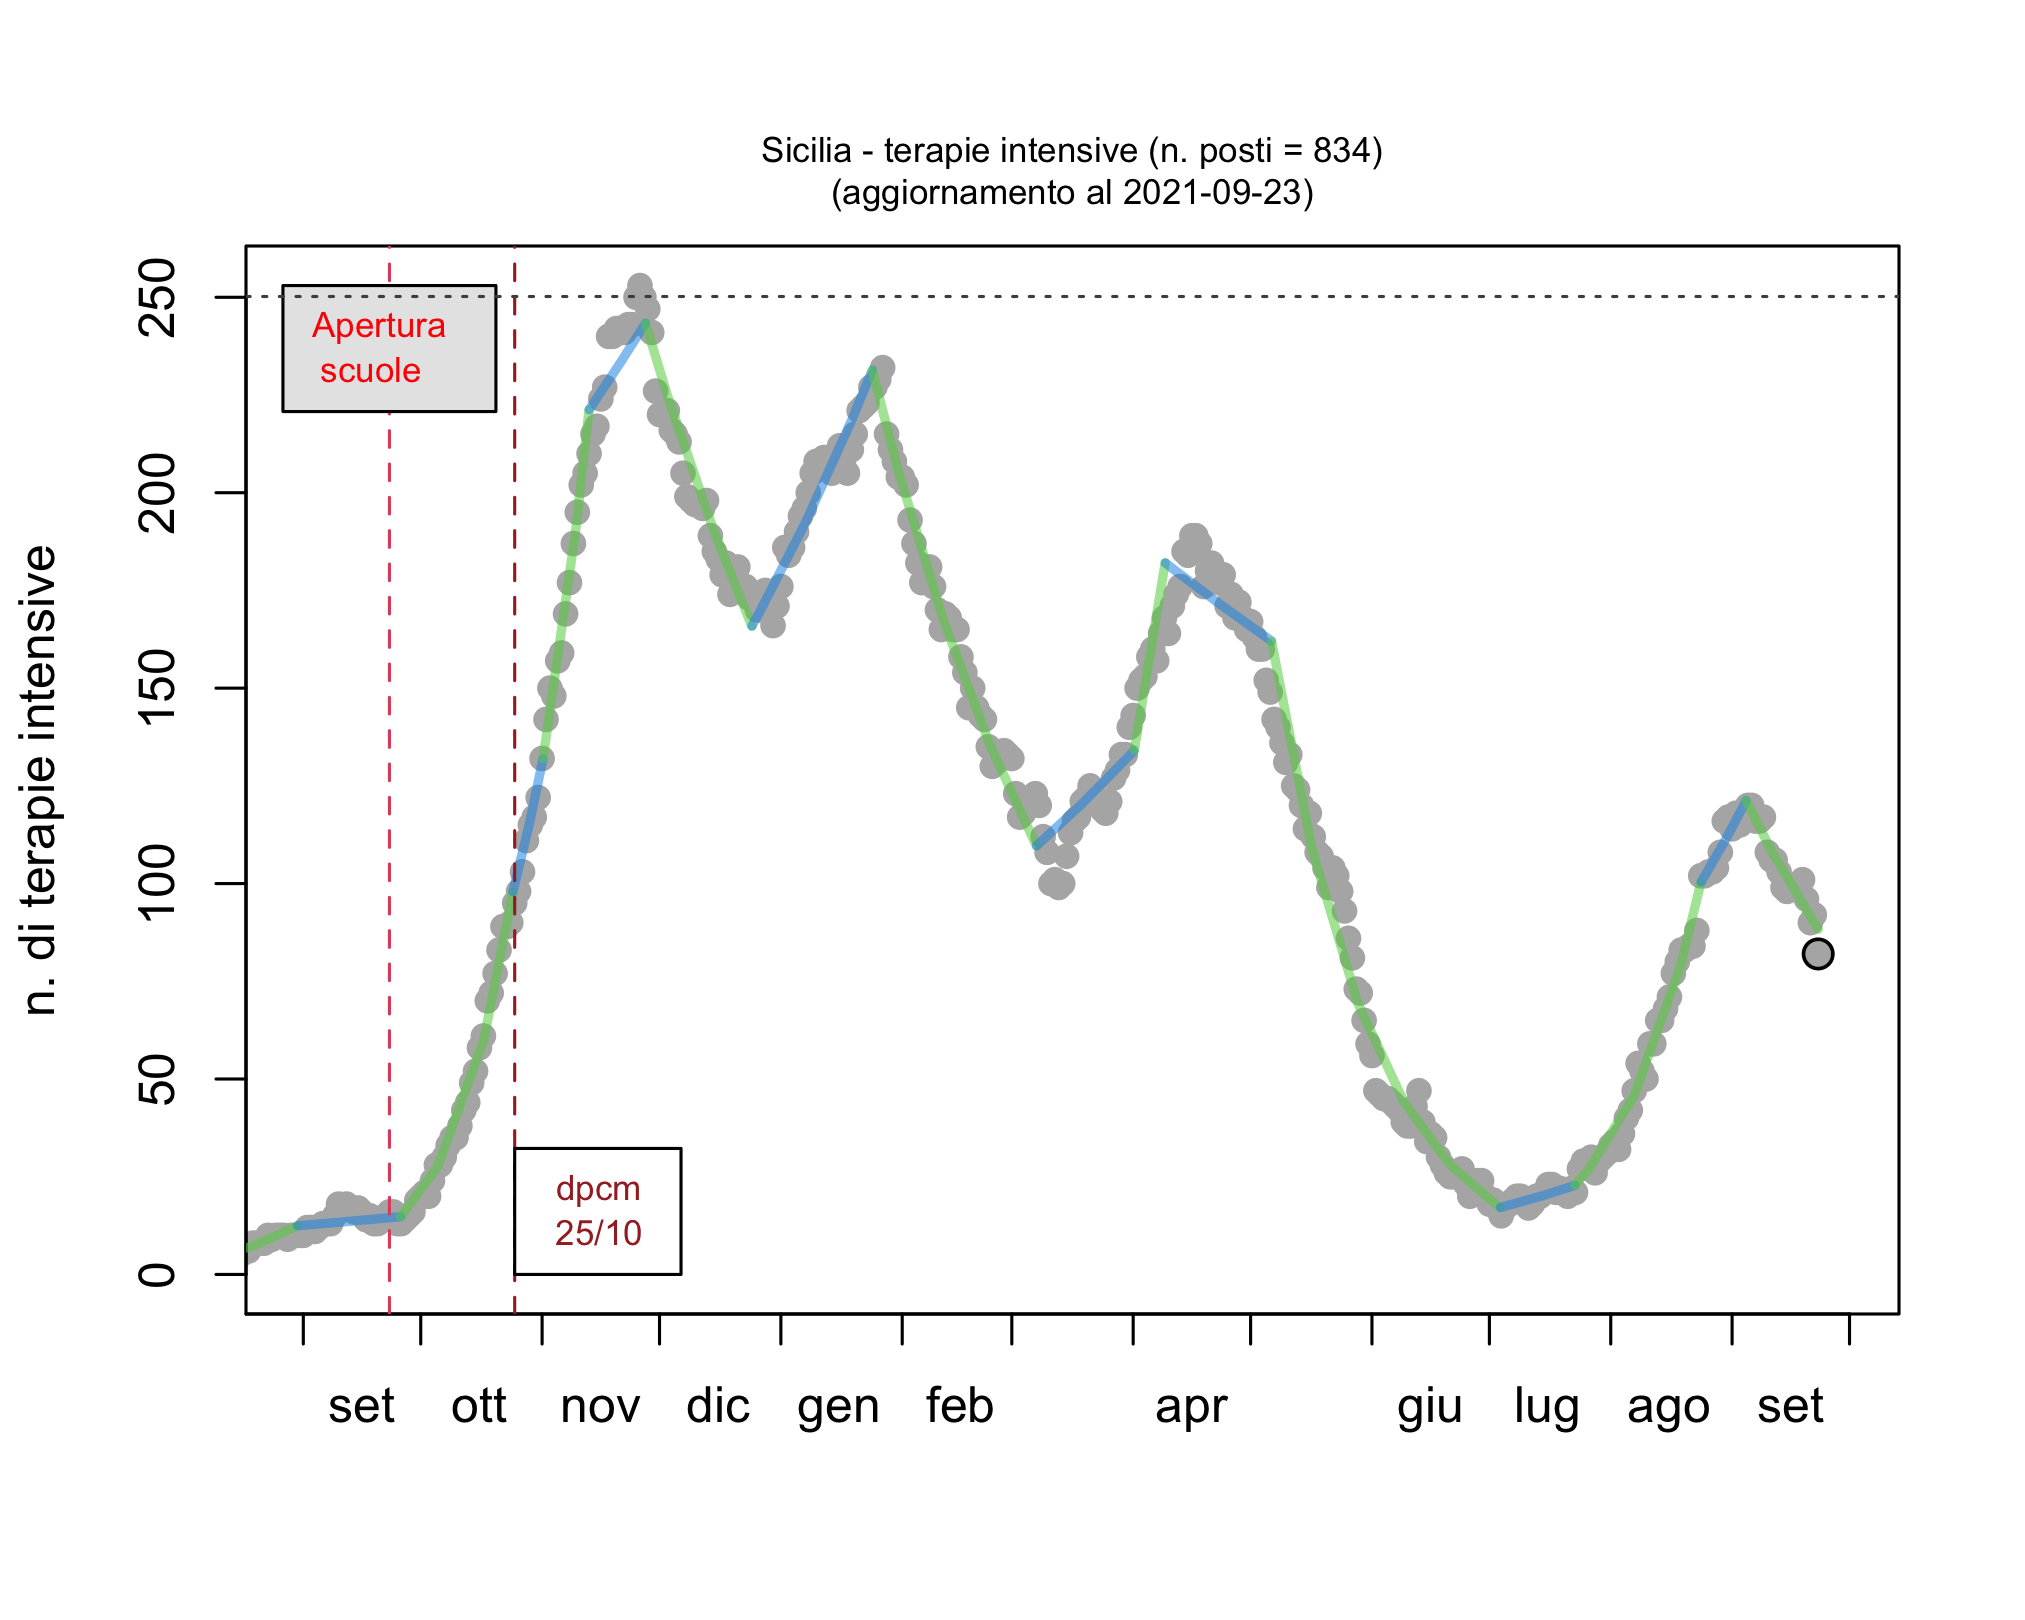 Sicilia - terapie intensive (n. posti = 834)
(aggiornamento al 2021-09-23)
n. di terapie intensive
250
200
150
100
50
0
Apertura
scuole
dpcm
25/10
set ott nov dic gen feb apr giu lug ago set